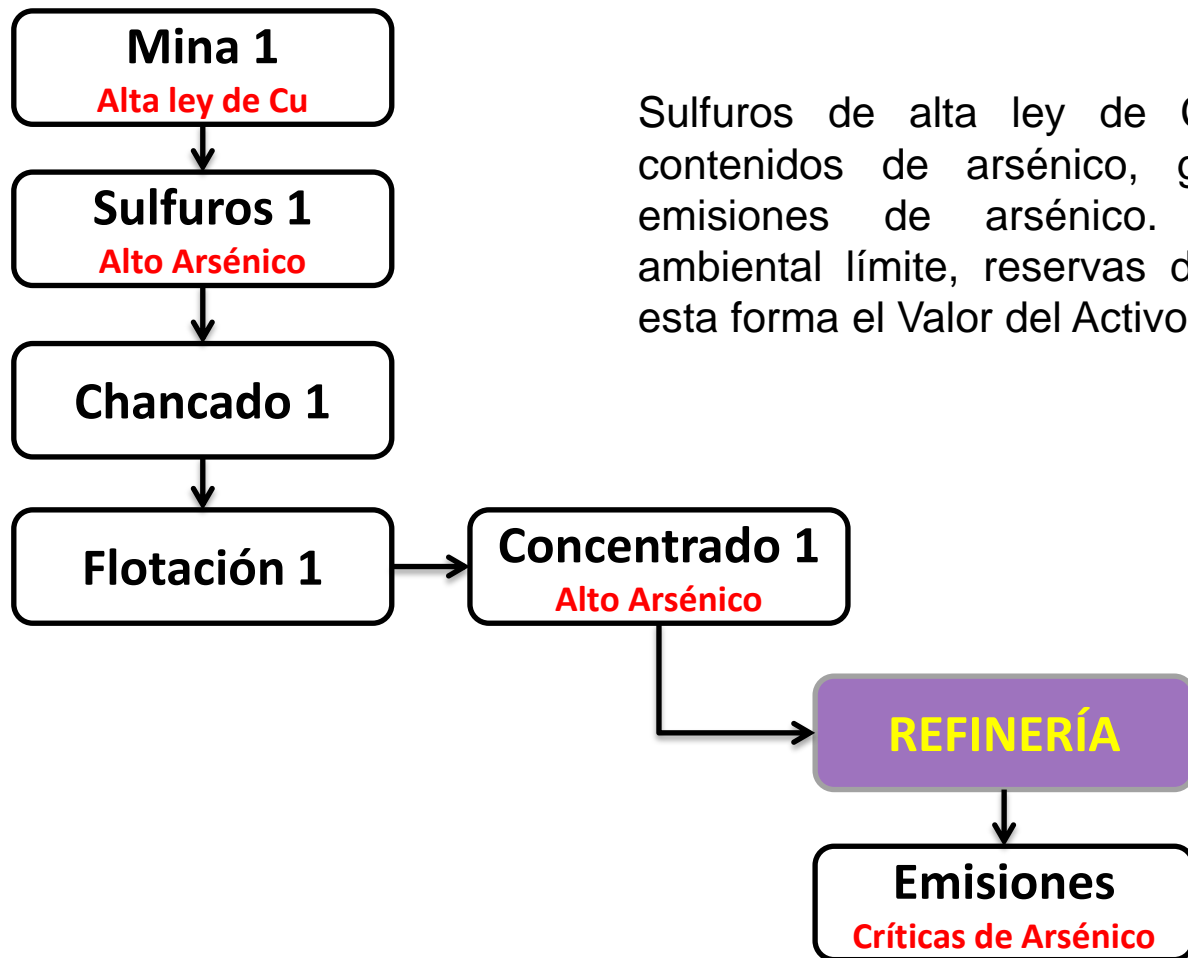 Mina 1
Alta ley de Cu
Sulfuros de alta ley de
contenidos de arsénico,
emisiones de arsénico.
ambiental límite, reservas
esta forma el Valor del Activo
Sulfuros 1
Alto Arsénico
Chancado 1
Flotación 1
Concentrado 1
Alto Arsénico
REFINERÍA
Emisiones
Críticas de Arsénico